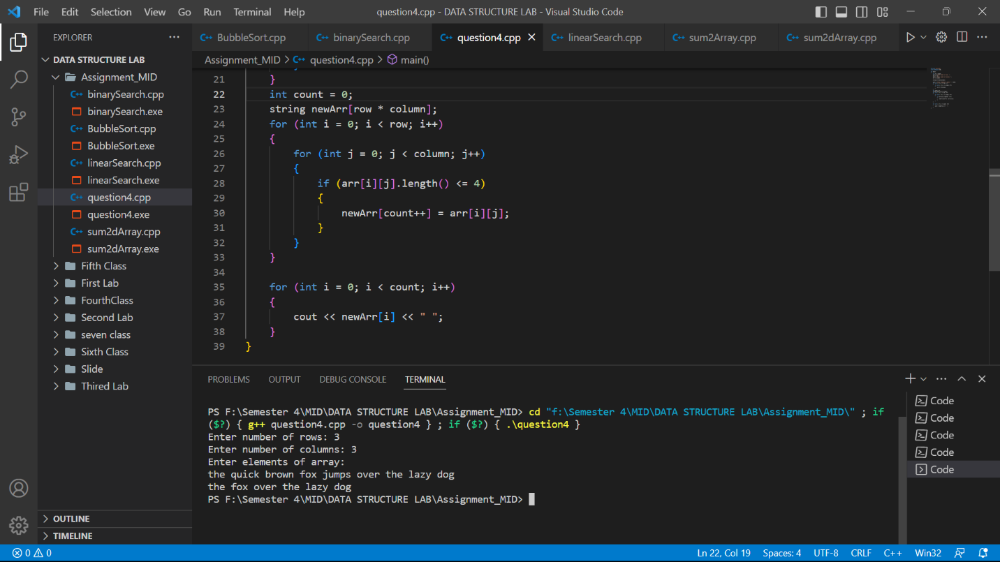 File Edit Selection View Go Run Terminal Help
question4.cpp - DATA STRUCTURE LAB - Visual Studio Code
EXPLORER
DATA STRUCTURE LAB
Assignment_MID
C++ binarySearch.cpp
binarySearch.exe
C++ BubbleSort.cpp
BubbleSort.exe
C++ linearSearch.cpp
linearSearch.exe
C++ question4.cpp
question4.exe
C++ sum2dArray.cpp
sum2dArray.exe
Fifth Class
First Lab
FourthClass
Second Lab
seven class
Sixth Class
Slide
Thired Lab
OUTLINE
TIMELINE
C++ BubbleSort.cpp C++ binarySearch.cpp C++ question4.cpp C++ linearSearch.cpp C++ sum2Array.cpp C++ sum2dArray.cpp
Assignment_MID > C++ question4.cpp > main()
21 }
22 int count = 0;
23 string newArr[row * column];
24 for (int i = 0; i < row; i++)
25 {
26 for (int j = 0; j < column; j++)
27 {
28 if (arr[i][j].length() <= 4)
29 {
30 newArr[count++] = arr[i][j];
31 }
32 }
33 }
34
35 for (int i = 0; i < count; i++)
36 {
37 cout << newArr[i] << " ";
38 }
39 }
PROBLEMS OUTPUT DEBUG CONSOLE TERMINAL
PS F:\Semester 4\MID\DATA STRUCTURE LAB\Assignment_MID> cd "f:\Semester 4\MID\DATA STRUCTURE LAB\Assignment_MID\" ; if
($?) { g++ question4.cpp -o question4 } ; if ($?) { .\question4 }
Enter number of rows: 3
Enter number of columns: 3
Enter elements of array:
the quick brown fox jumps over the lazy dog
the fox over the lazy dog
PS F:\Semester 4\MID\DATA STRUCTURE LAB\Assignment_MID>
Code
Code
Code
Code
Code
0 0
Ln 22, Col 19 Spaces: 4 UTF-8 CRLF C++ Win32